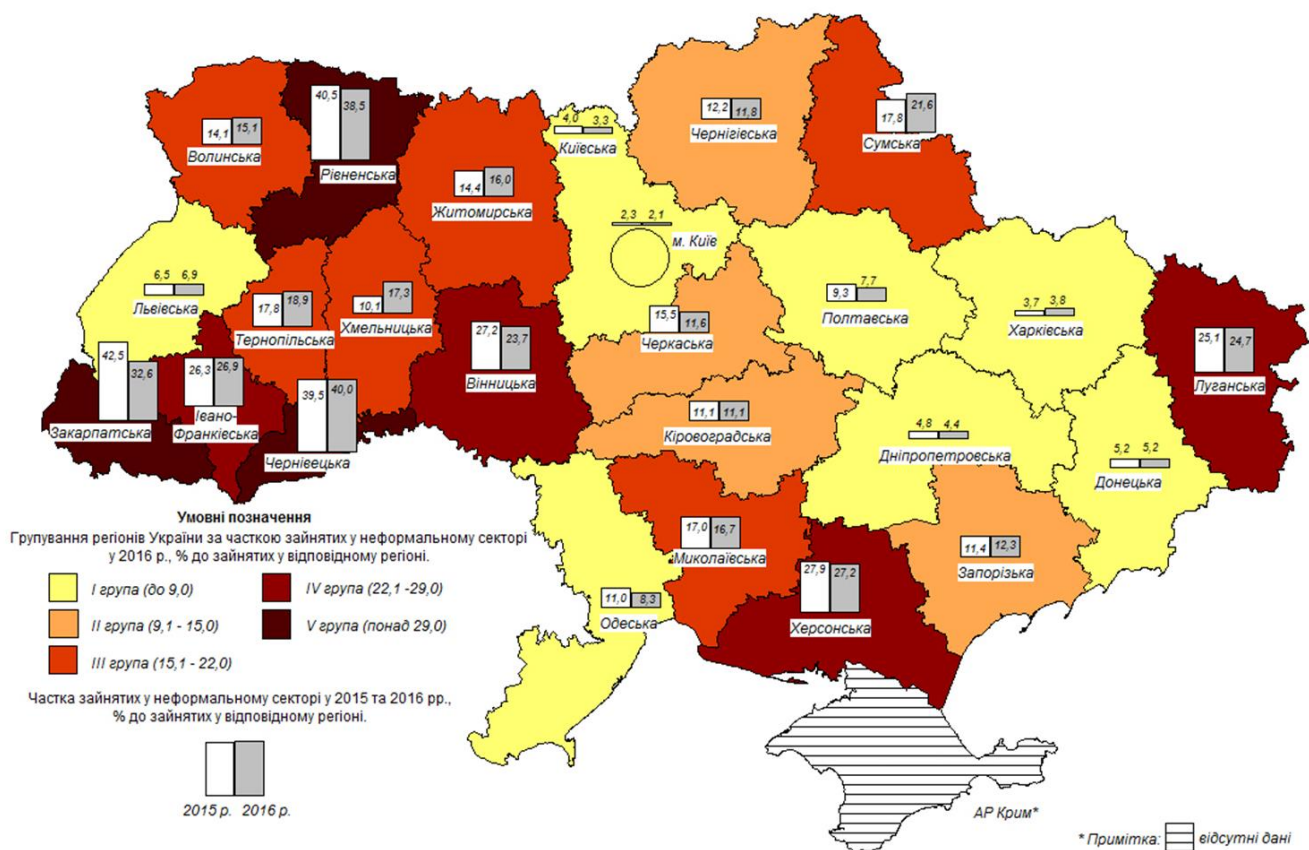 40,5 38,5
Рівненська
14,1 15,1
Волинська
14,4 16,0
Житомирська
4,0 3,3
Київська
12,2 11,8
Чернігівська
17,8 21,6
Сумська
2,3 2,1
м. Київ
6,5 6,9
Львівська
17,8 18,9
Тернопільська
10,1 17,3
Хмельницька
27,2 23,7
Вінницька
15,5 11,6
Черкаська
9,3 7,7
Полтавська
3,7 3,8
Харківська
25,1 24,7
Луганська
42,5 32,6
Закарпатська
26,3 26,9
Івано-
Франківська
39,5 40,0
Чернівецька
11,1 11,1
Кіровоградська
4,8 4,4
Дніпропетровська
5,2 5,2
Донецька
17,0 16,7
Миколаївська
11,4 12,3
Запорізька
27,9 27,2
Херсонська
11,0 8,3
Одеська
Умовні позначення
Групування регіонів України за часткою зайнятих у неформальному секторі
у 2016 р., % до зайнятих у відповідному регіоні.
I група (до 9,0)
IV група (22,1 -29,0)
II група (9,1 - 15,0)
V група (понад 29,0)
III група (15,1 - 22,0)
Частка зайнятих у неформальному секторі у 2015 та 2016 рр.,
% до зайнятих у відповідному регіоні.
2015 р. 2016 р.
АР Крим*
* Примітка: відсутні дані